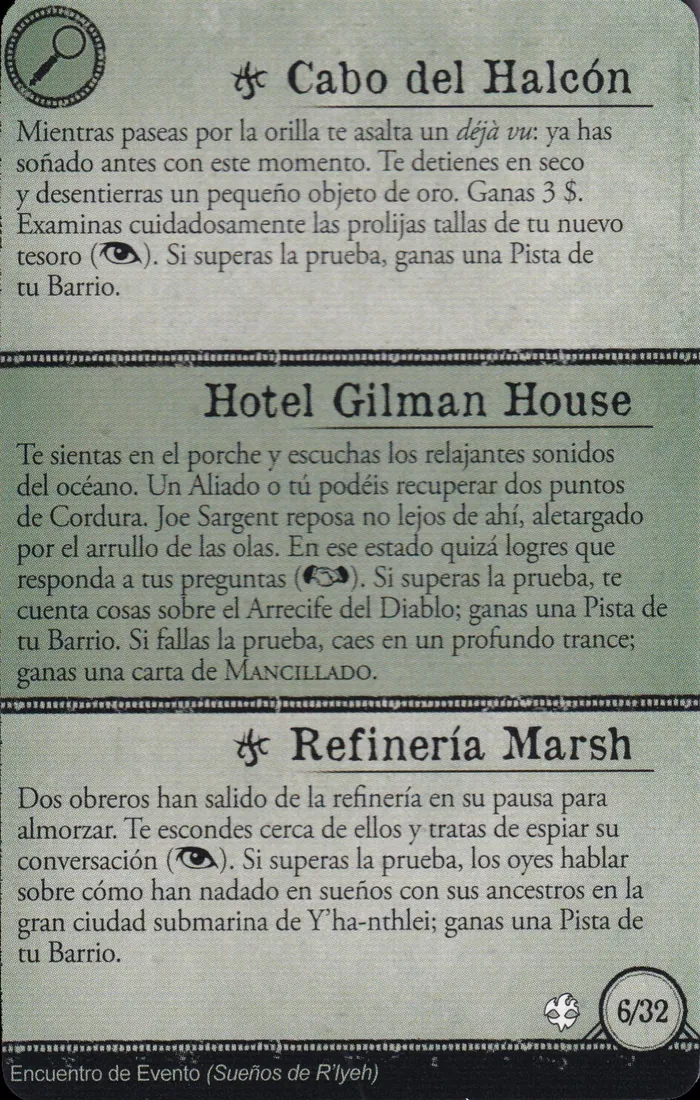 Cabo del Halcón
Mientras paseas por la orilla te asalta un déjà vu: ya has
soñado antes con este momento. Te detienes en seco
y desentierras un pequeño objeto de oro. Ganas 3 $.
Examinas cuidadosamente las prolijas tallas de tu nuevo
tesoro (). Si superas la prueba, ganas una Pista de
tu Barrio.
Hotel Gilman House
Te sientas en el porche y escuchas los relajantes sonidos
del océano. Un Aliado o tú podéis recuperar dos puntos
de Cordura. Joe Sargent reposa no lejos de ahí, aletargado
por el arrullo de las olas. En ese estado quizá logres que
responda a tus preguntas (). Si superas la prueba, te
cuenta cosas sobre el Arrecife del Diablo; ganas una Pista de
tu Barrio. Si fallas la prueba, caes en un profundo trance;
ganas una carta de MANCILLADO.
Refinería Marsh
Dos obreros han salido de la refinería en su pausa para
almorzar. Te escondes cerca de ellos y tratas de espiar su
conversación (). Si superas la prueba, los oyes hablar
sobre cómo han nadado en sueños con sus ancestros en la
gran ciudad submarina de Y'ha-nthlei; ganas una Pista de
tu Barrio.
6/32
Encuentro de Evento (Sueños de R'lyeh)